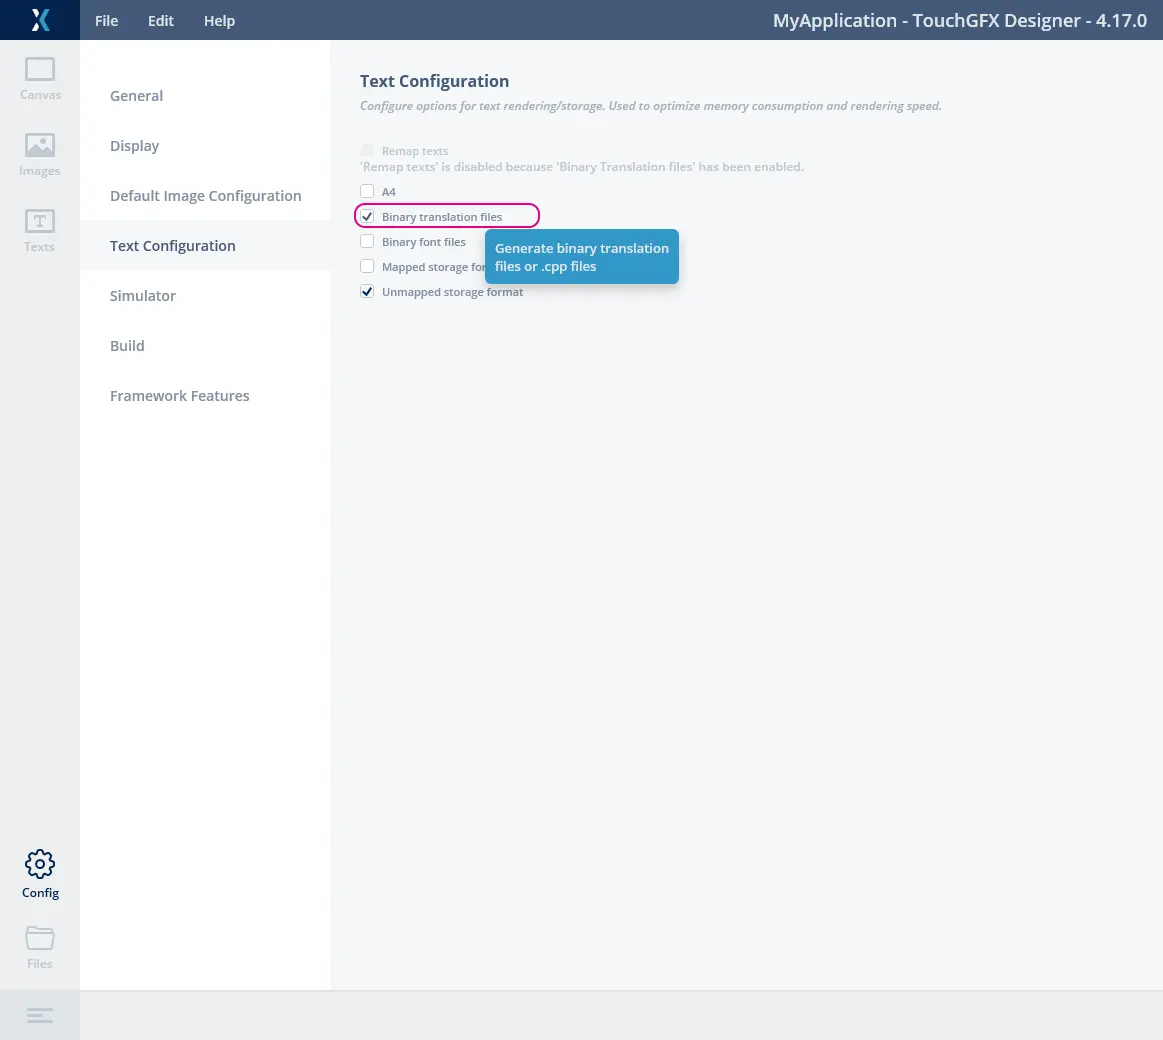 File Edit Help
MyApplication - TouchGFX Designer - 4.17.0
Canvas
Images
Texts
Config
Files
General
Display
Default Image Configuration
Text Configuration
Simulator
Build
Framework Features
Text Configuration
Configure options for text rendering/storage. Used to optimize memory consumption and rendering speed.
Remap texts
'Remap texts' is disabled because 'Binary Translation files' has been enabled.
A4
Binary translation files
Binary font files
Mapped storage for
Unmapped storage format
Generate binary translation
files or .cpp files